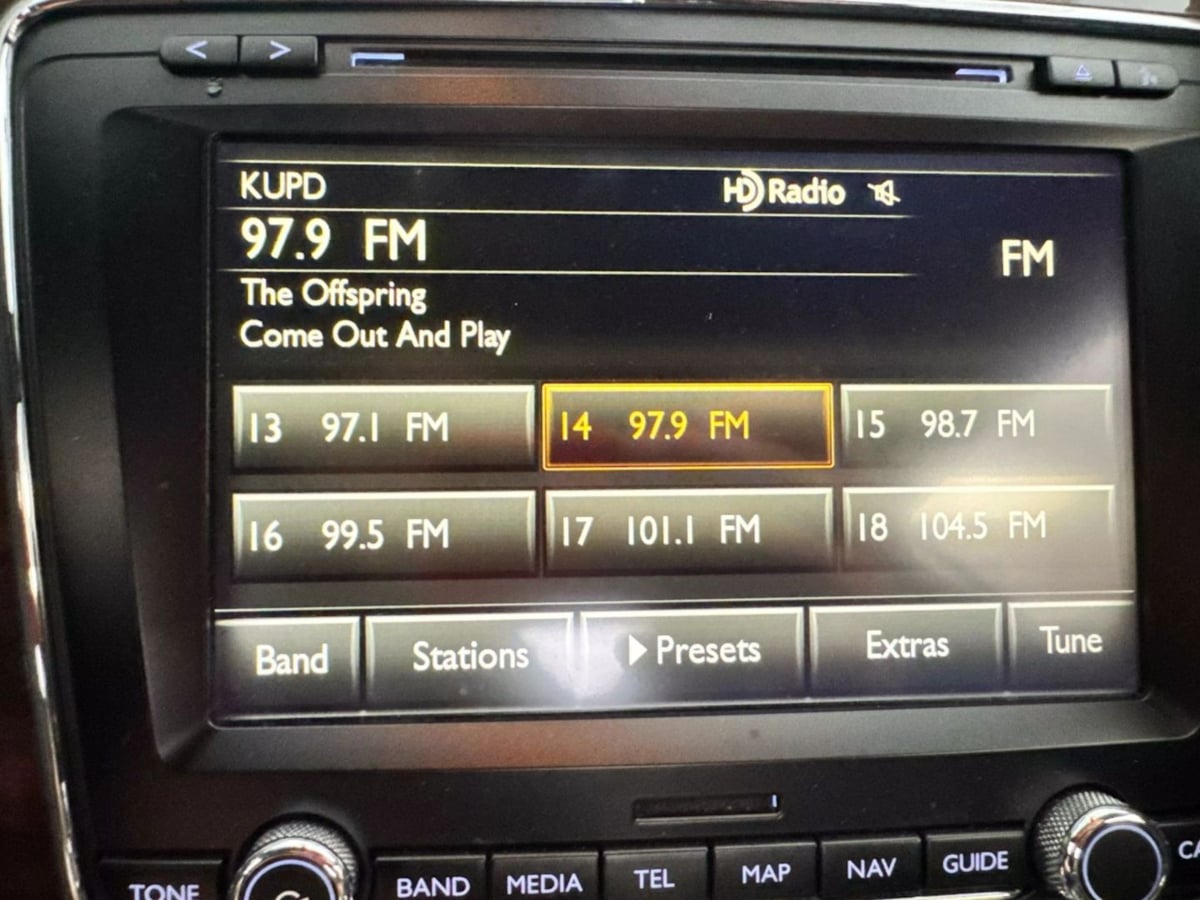 < >
KUPD HD Radio
97.9 FM
FM
The Offspring
Come Out And Play
13 97.1 FM 14 97.9 FM 15 98.7 FM
16 99.5 FM 17 101.1 FM 18 104.5 FM
Band Stations Presets Extras Tune
TONE BAND MEDIA TEL MAP NAV GUIDE